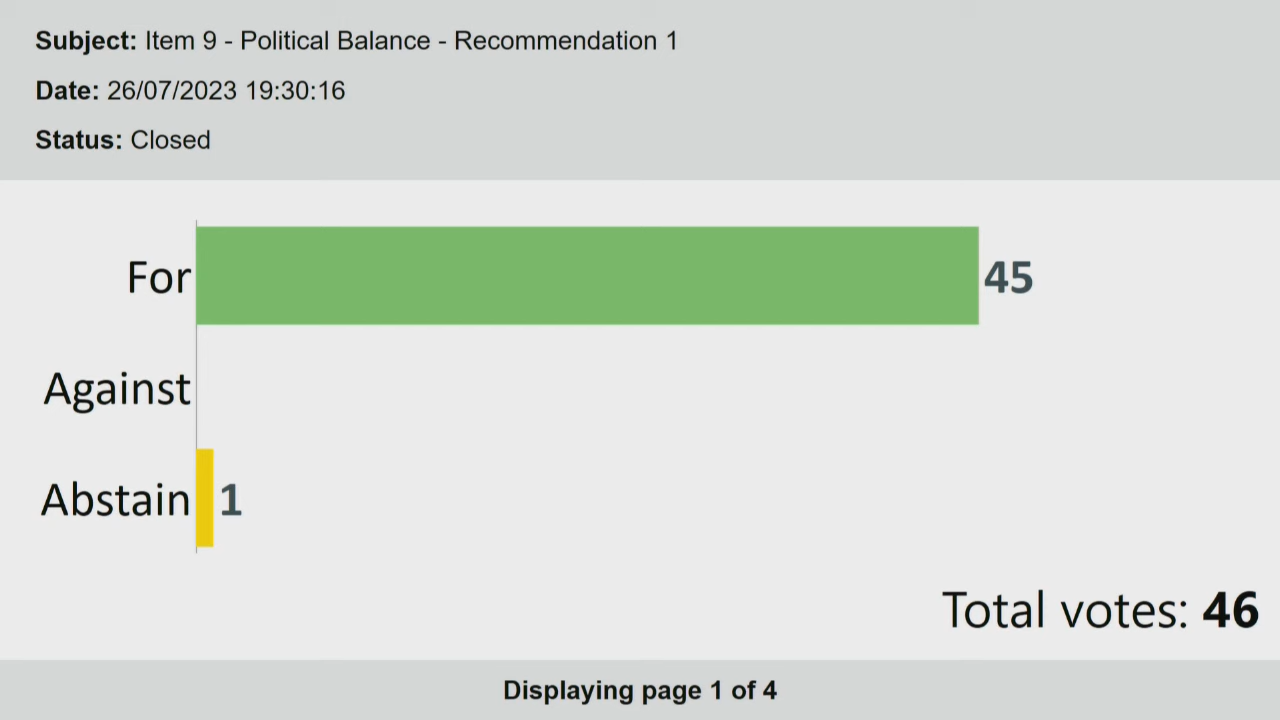 Subject: Item 9 - Political Balance - Recommendation 1
Date: 26/07/2023 19:30:16
Status: Closed
For 45
Against
Abstain 1
Total votes: 46
Displaying page 1 of 4